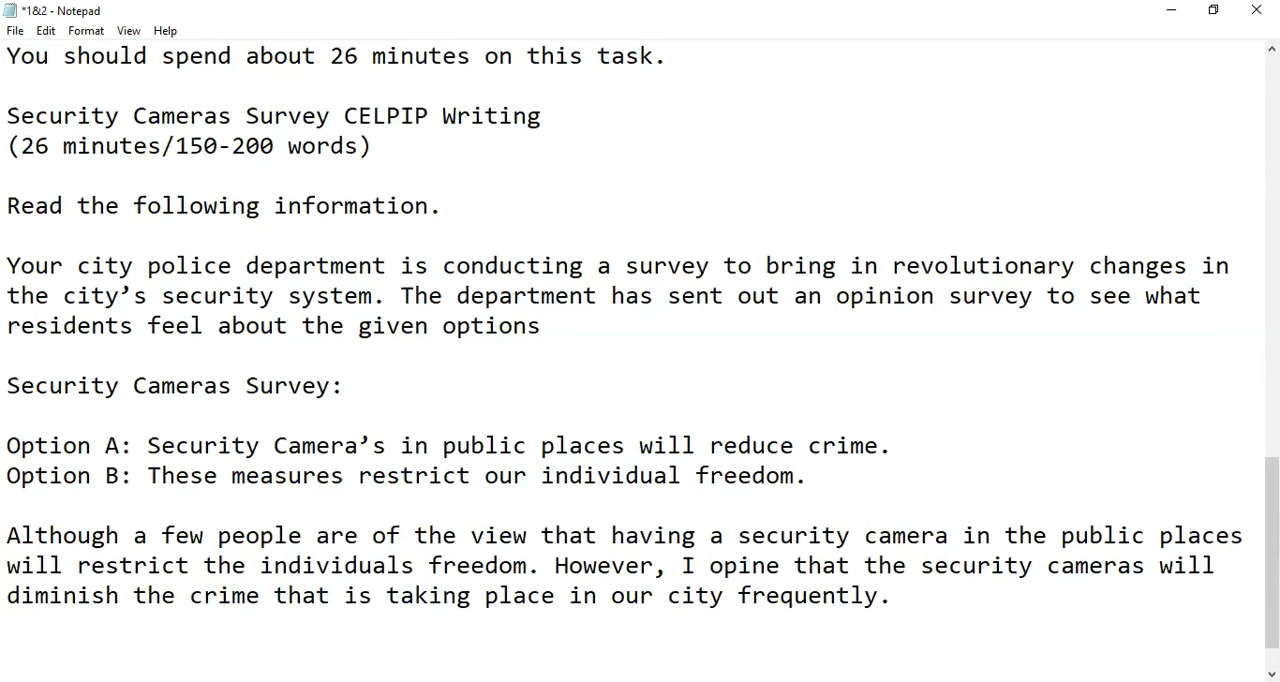 *1&2 - Notepad
File Edit Format View Help
You should spend about 26 minutes on this task.
Security Cameras Survey CELPIP Writing
(26 minutes/150-200 words)
Read the following information.
Your city police department is conducting a survey to bring in revolutionary changes in
the city’s security system. The department has sent out an opinion survey to see what
residents feel about the given options
Security Cameras Survey:
Option A: Security Camera’s in public places will reduce crime.
Option B: These measures restrict our individual freedom.
Although a few people are of the view that having a security camera in the public places
will restrict the individuals freedom. However, I opine that the security cameras will
diminish the crime that is taking place in our city frequently.